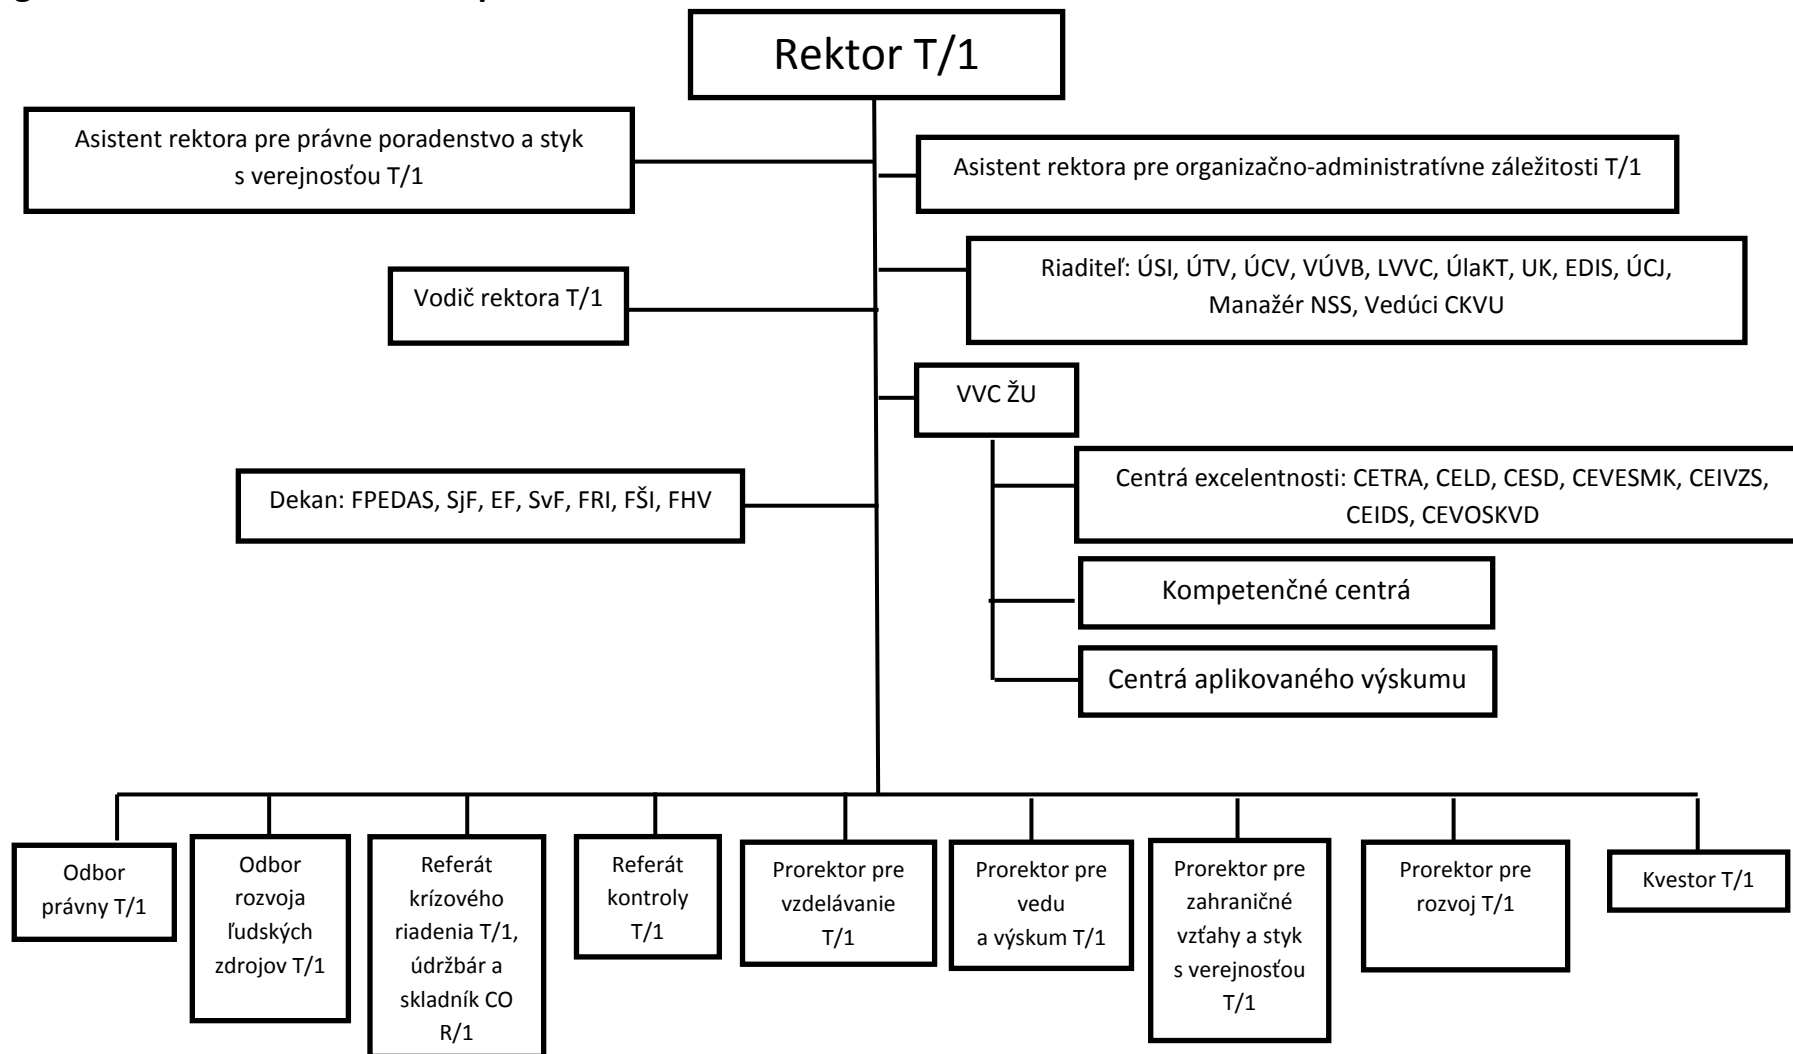 Rektor T/1
Asistent rektora pre právne poradenstvo a styk
s verejnosťou T/1
Asistent rektora pre organizačno-administratívne záležitosti T/1
Riaditeľ: ÚSI, ÚTV, ÚCV, VÚVB, LVVC, ÚlaKT, UK, EDIS, ÚCJ,
Manažér NSS, Vedúci CKVU
Vodič rektora T/1
VVC ŽU
Centrá excelentnosti: CETRA, CELD, CESD, CEVESMK, CEIVZS,
CEIDS, CEVOSKVD
Dekan: FPEDAS, SjF, EF, SvF, FRI, FŠI, FHV
Kompetenčné centrá
Centrá aplikovaného výskumu
Odbor
právny T/1
Odbor
rozvoja
ľudských
zdrojov T/1
Referát
krízového
riadenia T/1,
údržbár a
skladník CO
R/1
Referát
kontroly
T/1
Prorektor pre
vzdelávanie
T/1
Prorektor pre
vedu
a výskum T/1
Prorektor pre
zahraničné
vzťahy a styk
s verejnosťou
T/1
Prorektor pre
rozvoj T/1
Kvestor T/1